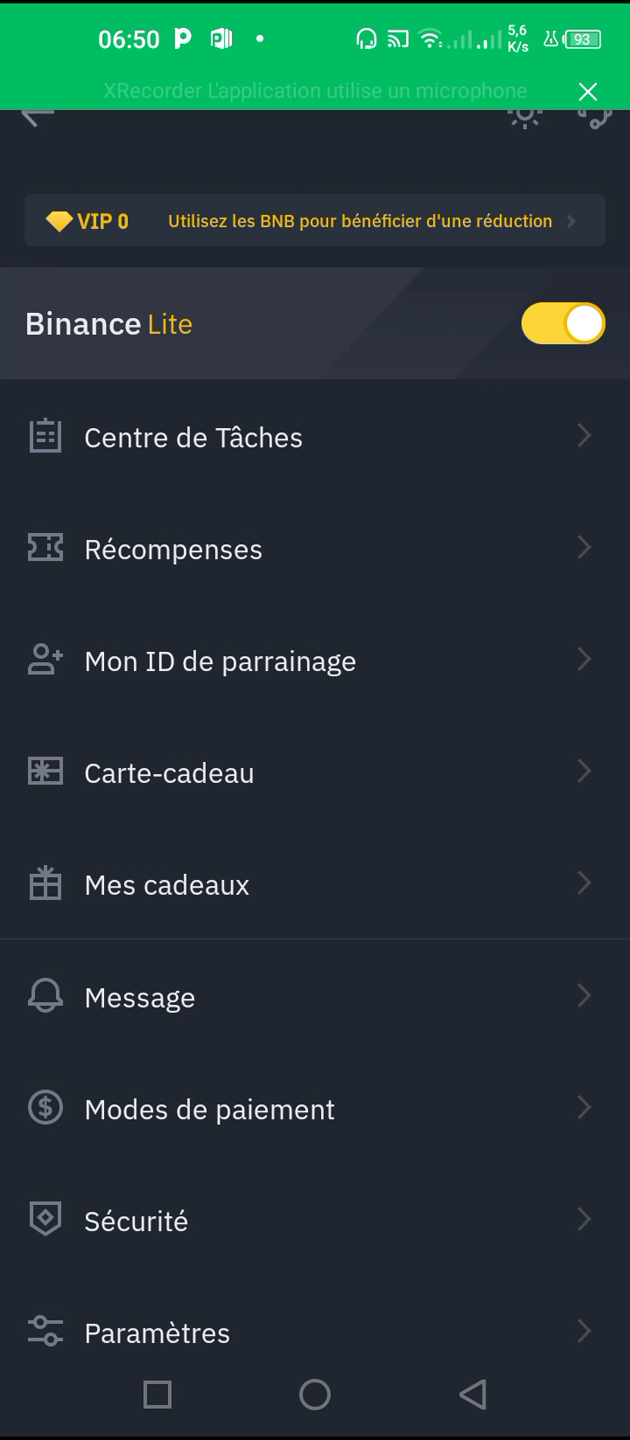 06:50
5,6
K/s
93
XRecorder L'application utilise un microphone
VIP 0 Utilisez les BNB pour bénéficier d'une réduction
Binance Lite
Centre de Tâches
Récompenses
Mon ID de parrainage
Carte-cadeau
Mes cadeaux
Message
Modes de paiement
Sécurité
Paramètres